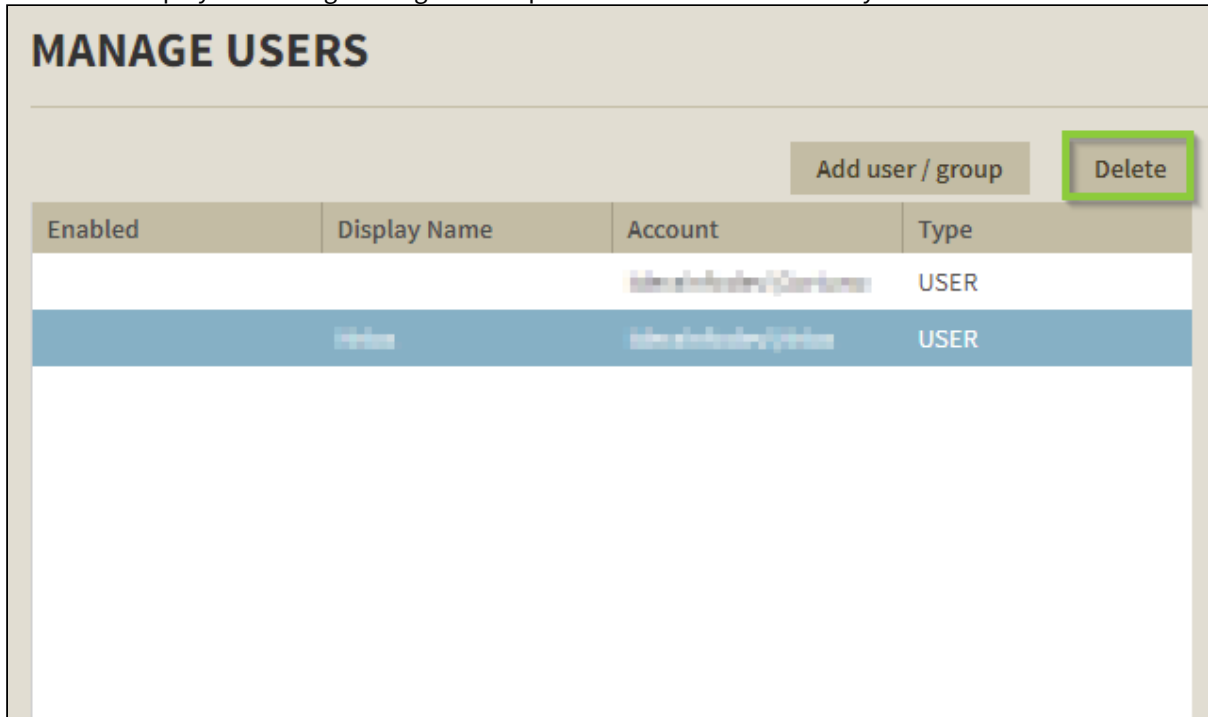 MANAGE USERS
Add user / group Delete
Enabled Display Name Account Type
USER
USER